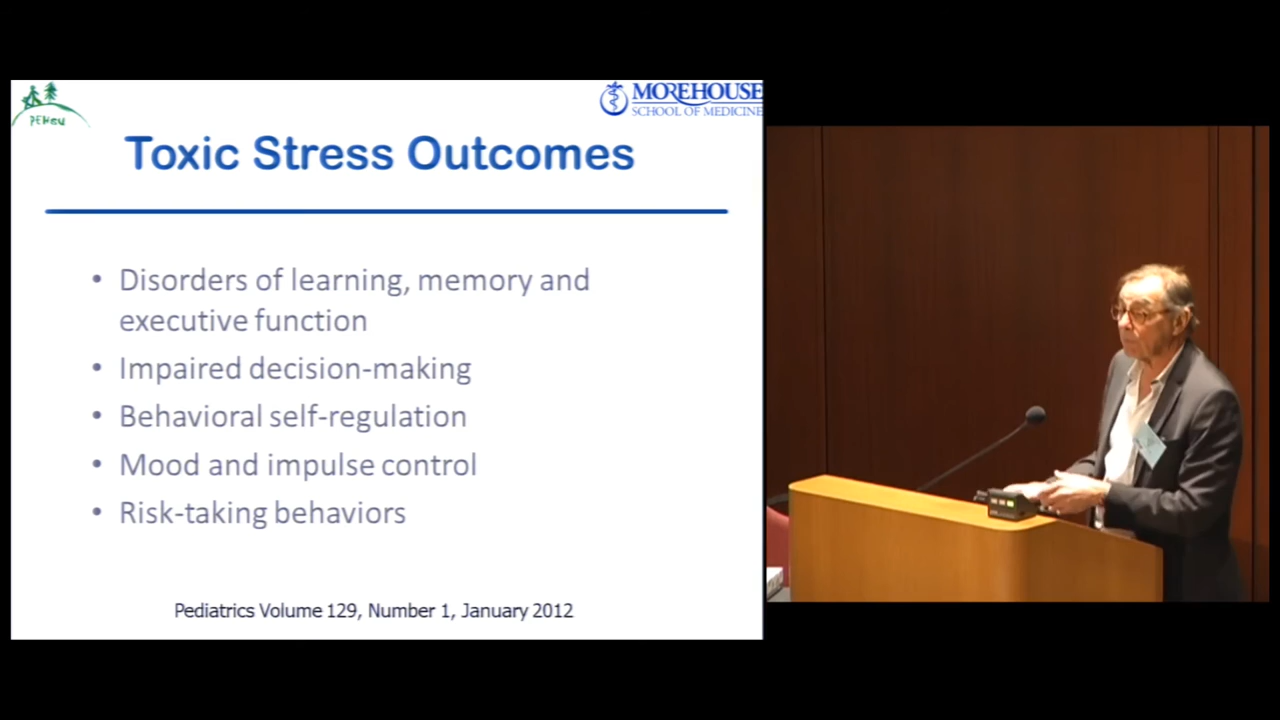 PEHSU
MOREHOUSE
SCHOOL OF MEDICINE
Toxic Stress Outcomes
• Disorders of learning, memory and
executive function
• Impaired decision-making
• Behavioral self-regulation
• Mood and impulse control
• Risk-taking behaviors
Pediatrics Volume 129, Number 1, January 2012